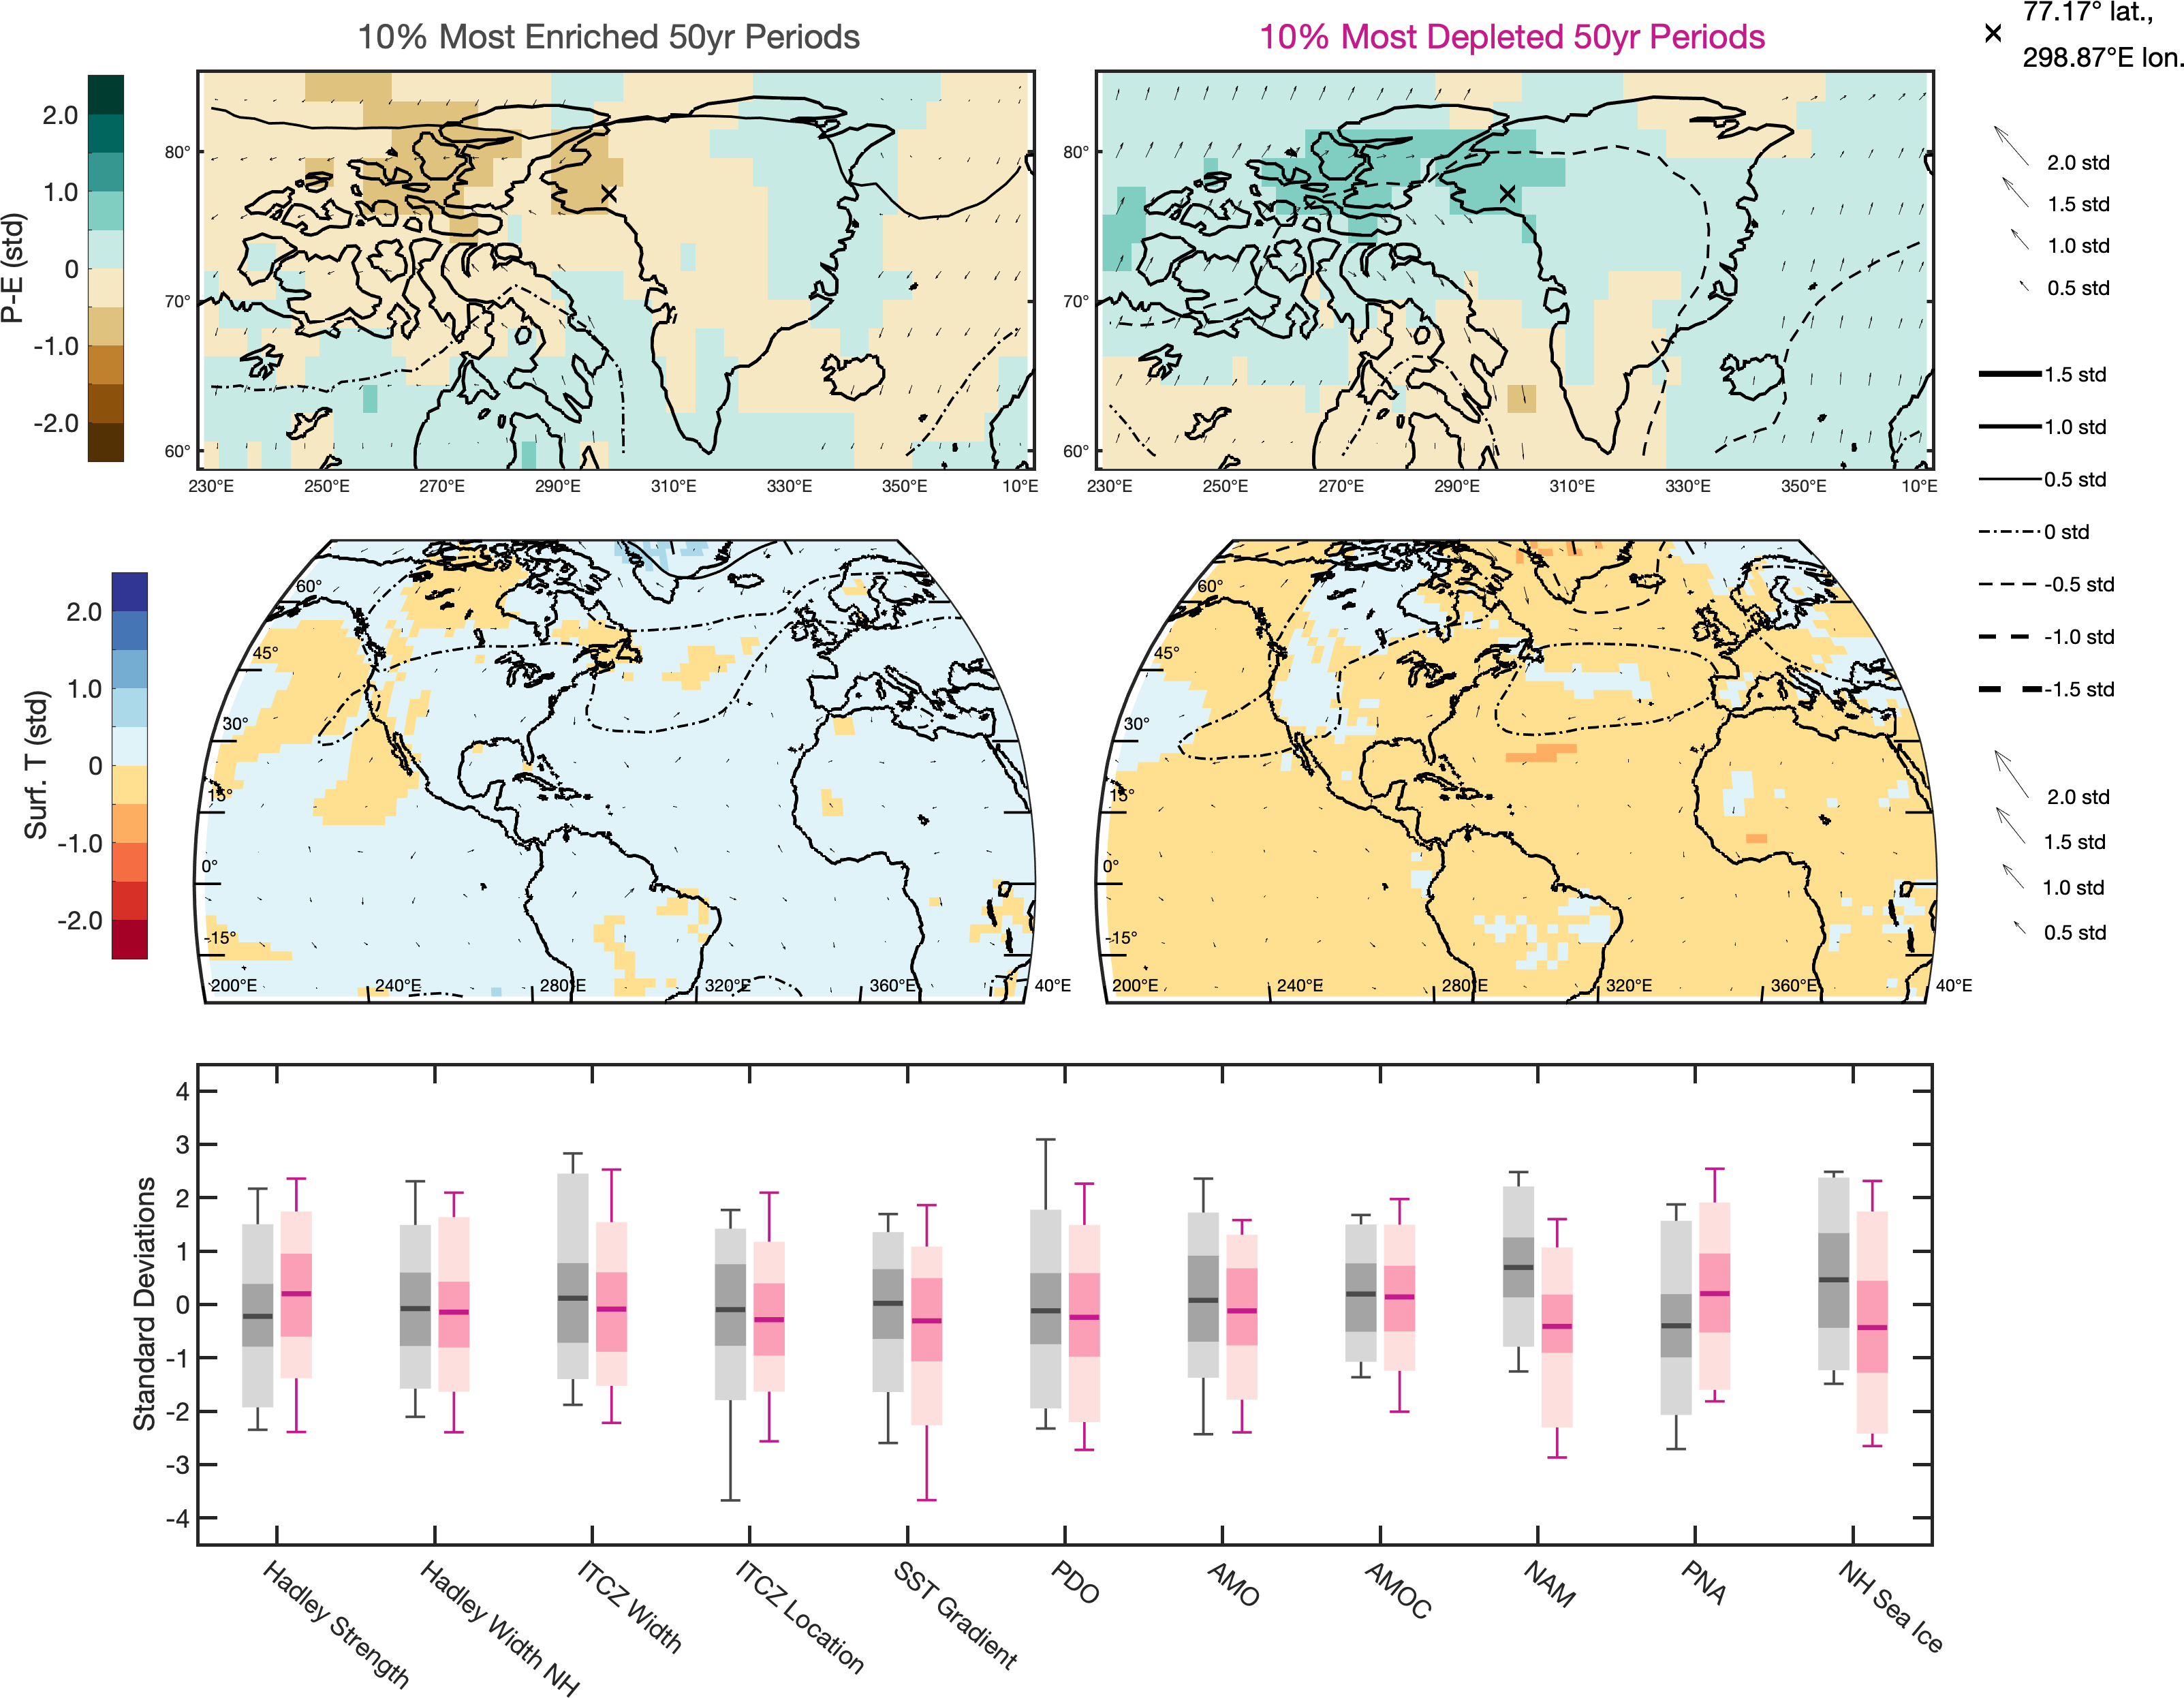 10% Most Enriched 50yr Periods
10% Most Depleted 50yr Periods
77.17° lat.,
298.87°E lon.
P-E (std)
2.0
1.0
0
-1.0
-2.0
80°
70°
60°
230°E 250°E 270°E 290°E 310°E 330°E 350°E 10°E
80°
70°
60°
230°E 250°E 270°E 290°E 310°E 330°E 350°E 10°E
2.0 std
1.5 std
1.0 std
0.5 std
1.5 std
1.0 std
0.5 std
0 std
-0.5 std
-1.0 std
-1.5 std
Surf. T (std)
2.0
1.0
0
-1.0
-2.0
60°
45°
30°
15°
0°
-15°
200°E 240°E 280°E 320°E 360°E 40°E
60°
45°
30°
15°
0°
-15°
200°E 240°E 280°E 320°E 360°E 40°E
2.0 std
1.5 std
1.0 std
0.5 std
Standard Deviations
4
3
2
1
0
-1
-2
-3
-4
Hadley Strength
Hadley Width NH
ITCZ Width
ITCZ Location
SST Gradient
PDO
AMO
AMOC
NAM
PNA
NH Sea Ice